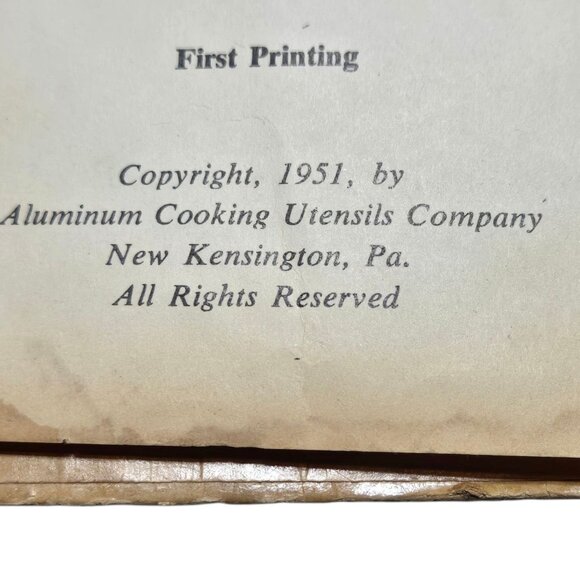 First Printing
Copyright, 1951, by
Aluminum Cooking Utensils Company
New Kensington, Pa.
All Rights Reserved